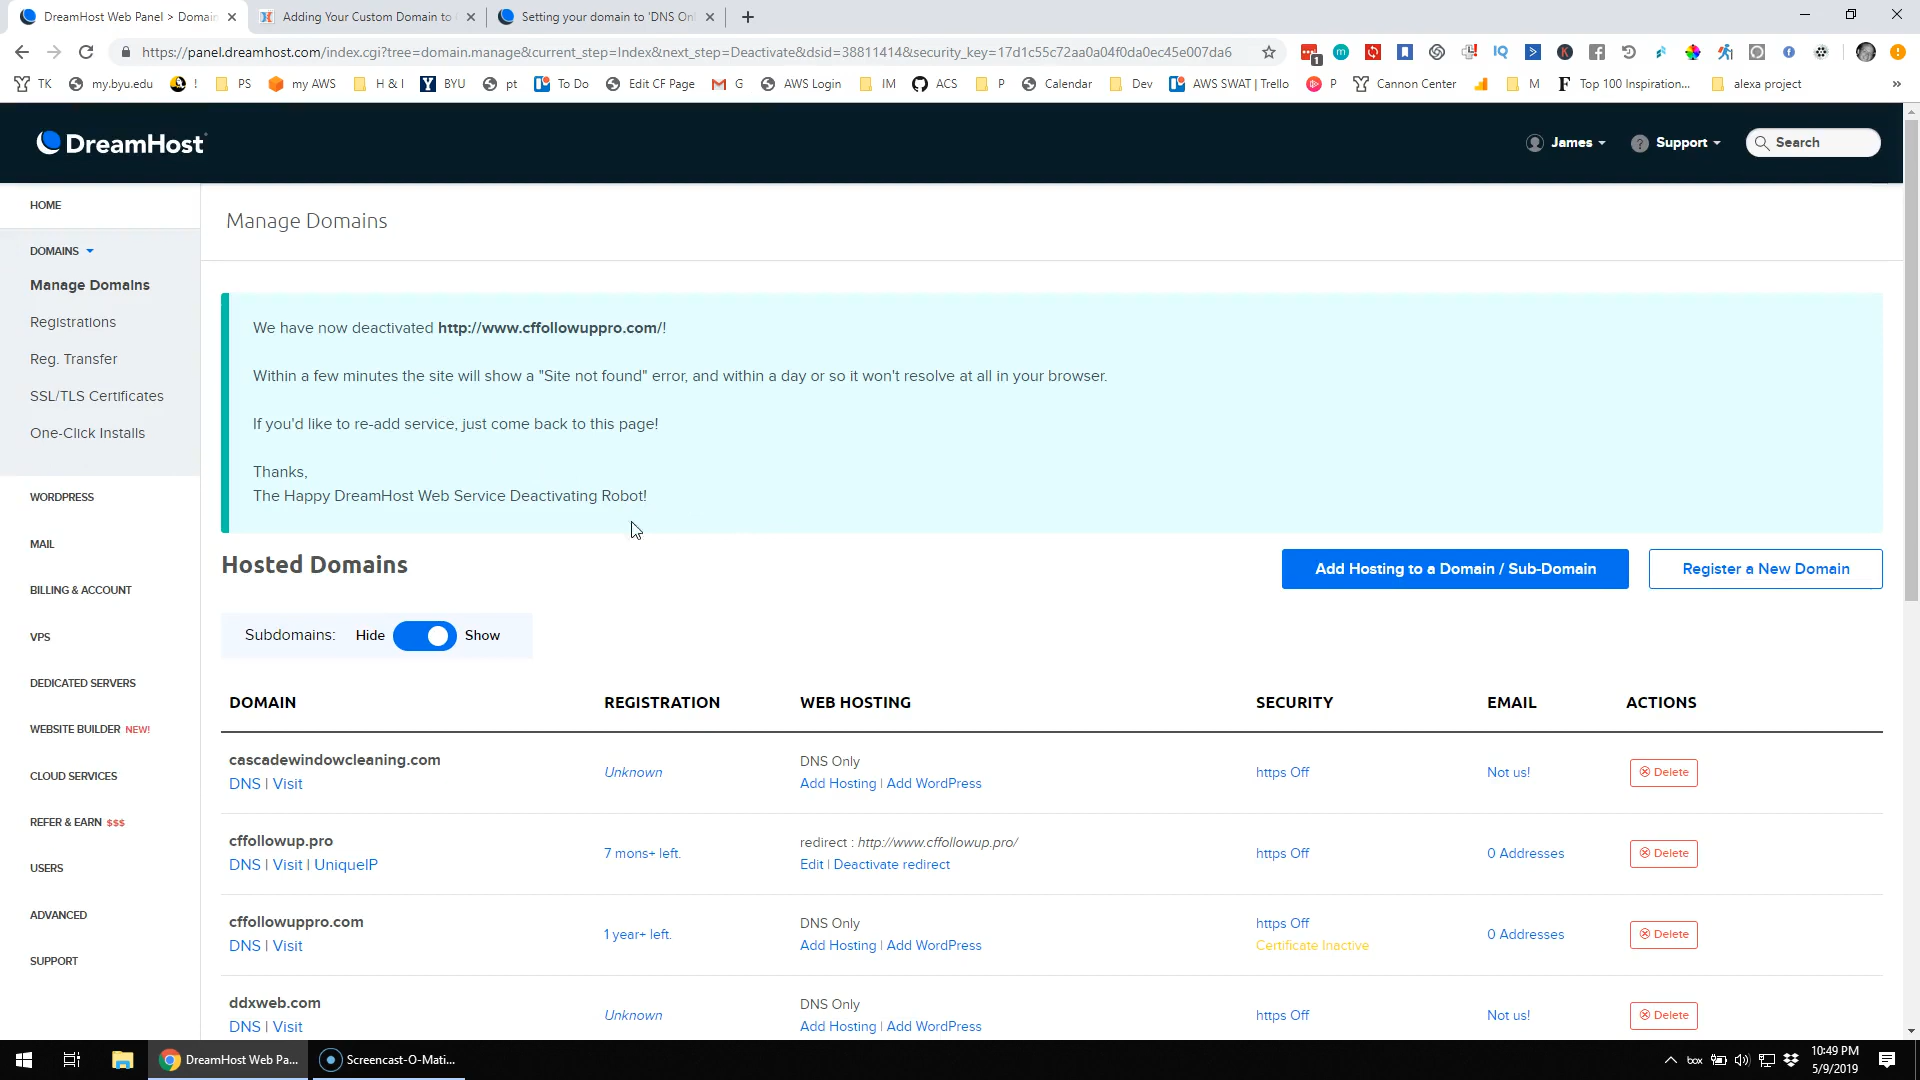 DreamHost Web Panel > Domain
Adding Your Custom Domain to
Setting your domain to 'DNS On
https://panel.dreamhost.com/index.cgi?tree=domain.manage&current_step=Index&next_step=Deactivate&dsid=38811414&security_key=17d1c55c72aa0a04f0da0ec45e007da6
TK
my.byu.edu
!
PS
my AWS
H & I
BYU
pt
To Do
Edit CF Page
G
AWS Login
IM
ACS
P
Calendar
Dev
AWS SWAT | Trello
P
Cannon Center
M
Top 100 Inspiration...
alexa project
»
DreamHost
James
Support
Search
HOME
DOMAINS
Manage Domains
Registrations
Reg. Transfer
SSL/TLS Certificates
One-Click Installs
WORDPRESS
MAIL
BILLING & ACCOUNT
VPS
DEDICATED SERVERS
WEBSITE BUILDER NEW!
CLOUD SERVICES
REFER & EARN $$$
USERS
ADVANCED
SUPPORT
Manage Domains
We have now deactivated http://www.cffollowuppro.com/!
Within a few minutes the site will show a "Site not found" error, and within a day or so it won't resolve at all in your browser.
If you'd like to re-add service, just come back to this page!
Thanks,
The Happy DreamHost Web Service Deactivating Robot!
Hosted Domains
Add Hosting to a Domain / Sub-Domain
Register a New Domain
Subdomains: Hide Show
DOMAIN REGISTRATION WEB HOSTING SECURITY EMAIL ACTIONS
cascadewindowcleaning.com
DNS | Visit
Unknown
DNS Only
Add Hosting | Add WordPress
https Off
Not us!
Delete
cffollowup.pro
DNS | Visit | UniqueIP
7 mons+ left.
redirect : http://www.cffollowup.pro/
Edit | Deactivate redirect
https Off
0 Addresses
Delete
cffollowuppro.com
DNS | Visit
1 year+ left.
DNS Only
Add Hosting | Add WordPress
https Off
Certificate Inactive
0 Addresses
Delete
ddxweb.com
DNS | Visit
Unknown
DNS Only
Add Hosting | Add WordPress
https Off
Not us!
Delete
DreamHost Web Pa...
Screencast-O-Mati...
box
10:49 PM
5/9/2019